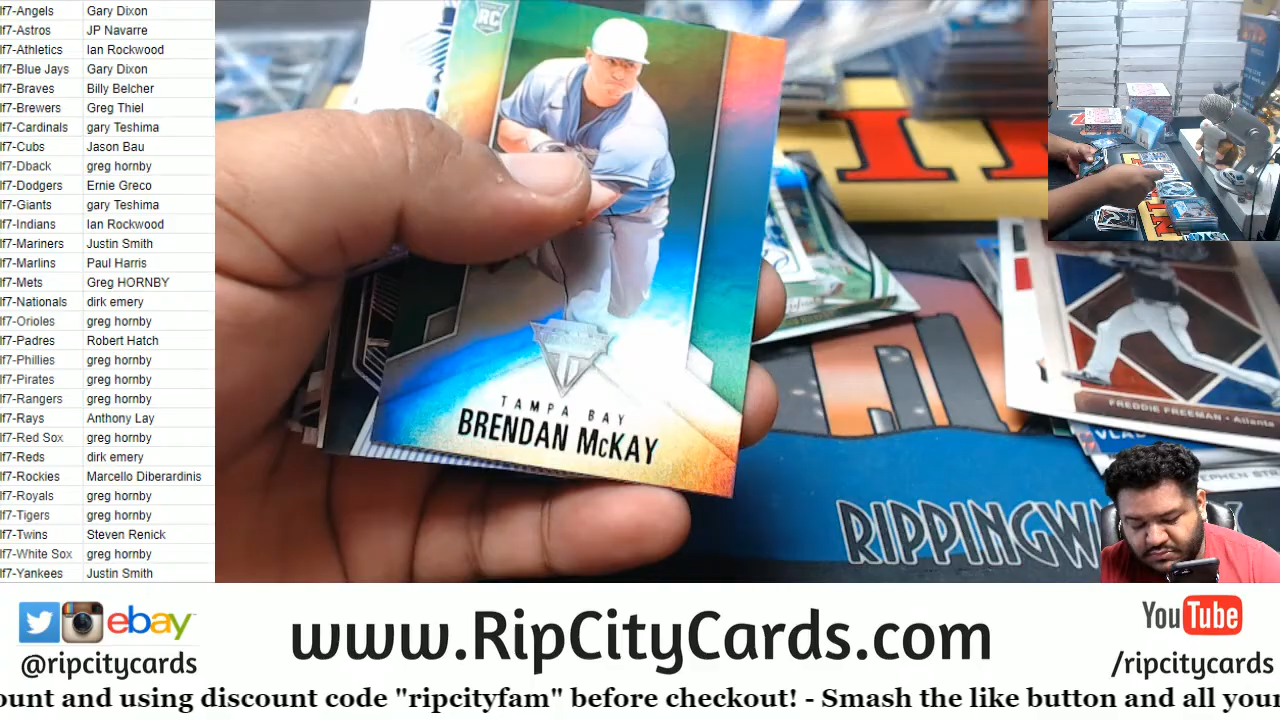 lf7-Angels Gary Dixon
lf7-Astros JP Navarre
lf7-Athletics Ian Rockwood
lf7-Blue Jays Gary Dixon
lf7-Braves Billy Belcher
lf7-Brewers Greg Thiel
lf7-Cardinals gary Teshima
lf7-Cubs Jason Bau
lf7-Dback greg hornby
lf7-Dodgers Ernie Greco
lf7-Giants gary Teshima
lf7-Indians Ian Rockwood
lf7-Mariners Justin Smith
lf7-Marlins Paul Harris
lf7-Mets Greg HORNBY
lf7-Nationals dirk emery
lf7-Orioles greg hornby
lf7-Padres Robert Hatch
lf7-Phillies greg hornby
lf7-Pirates greg hornby
lf7-Rangers greg hornby
lf7-Rays Anthony Lay
lf7-Red Sox greg hornby
lf7-Reds dirk emery
lf7-Rockies Marcello Diberardinis
lf7-Royals greg hornby
lf7-Tigers greg hornby
lf7-Twins Steven Renick
lf7-White Sox greg hornby
lf7-Yankees Justin Smith
RC
TAMPA BAY
BRENDAN McKAY
FREDDIE FREEMAN • Atlanta
VLAD
EPHEN STR
RIPPINGW
ebay
@ripcitycards
www.RipCityCards.com
YouTube
/ripcitycards
ount and using discount code "ripcityfam" before checkout! - Smash the like button and all your